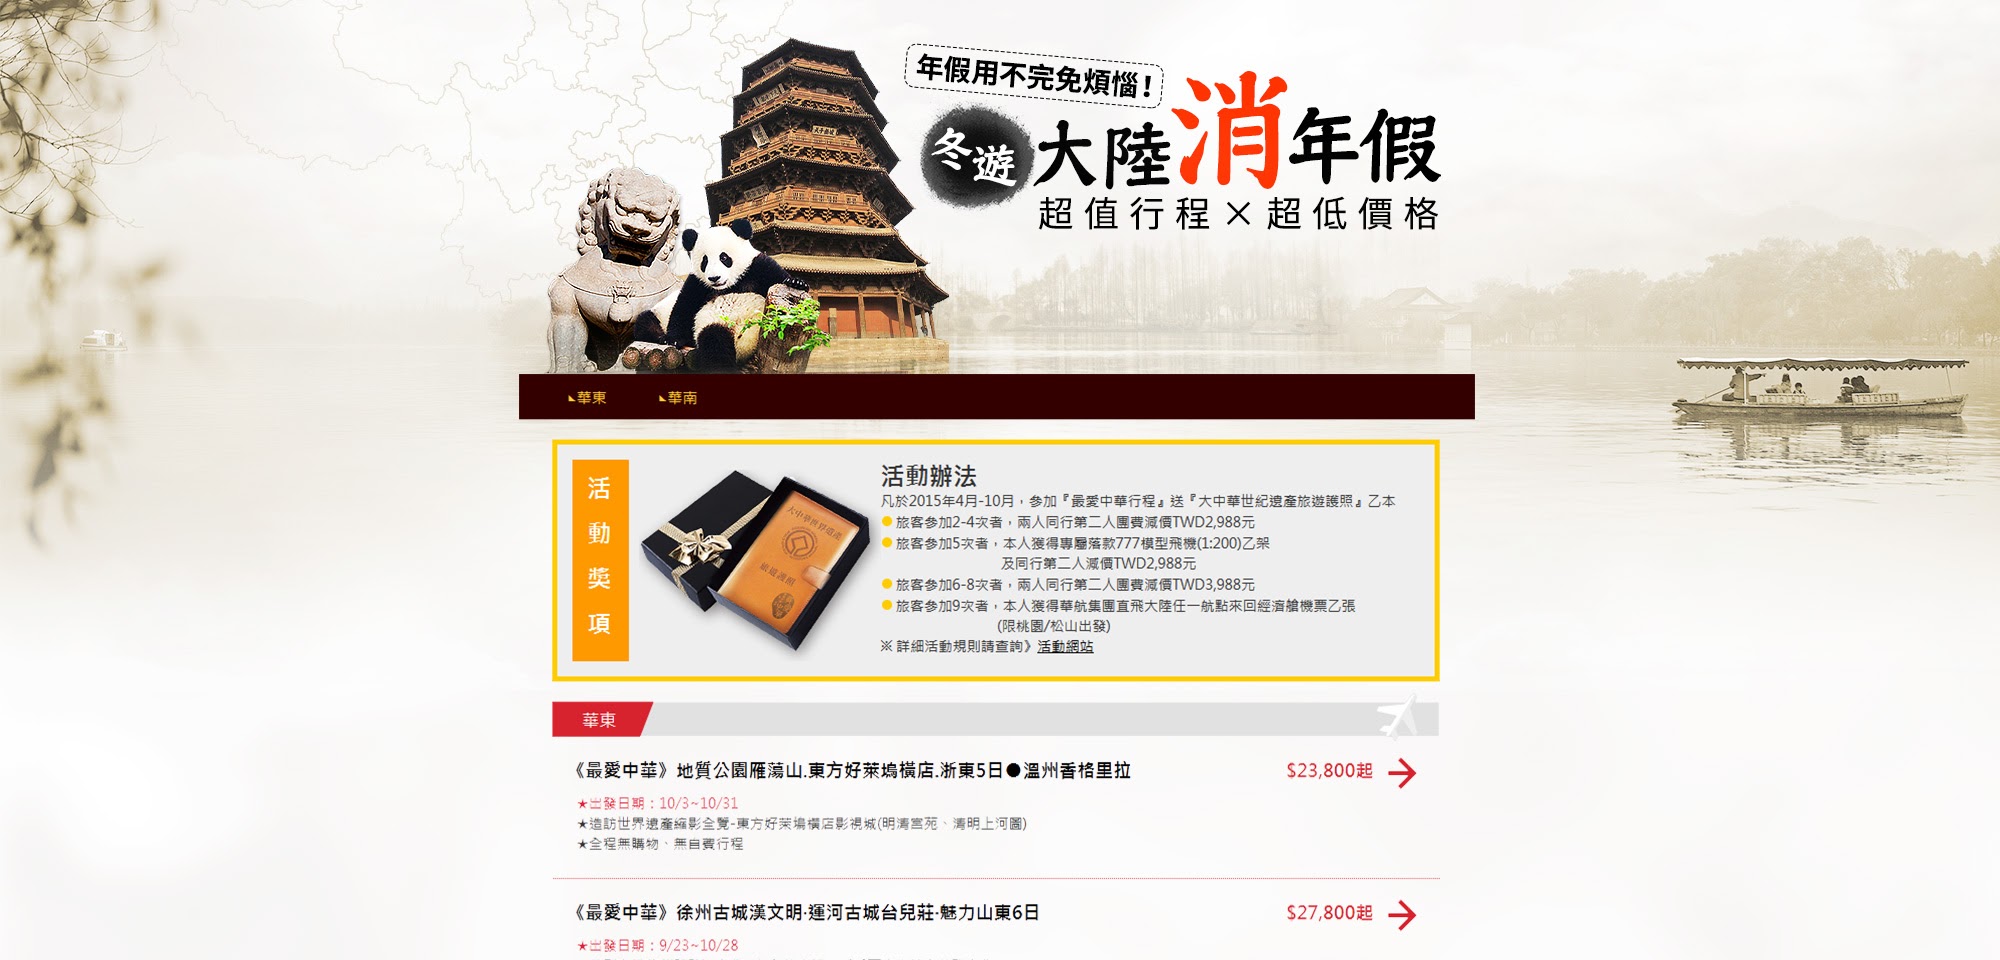 年假用不完免煩惱！
冬遊大陸消年假
超值行程×超低價格
華東
華南
活動獎項
大中華世界遺產
旅遊護照
活動辦法
凡於2015年4月-10月，參加『最愛中華行程』送『大中華世紀遺產旅遊護照』乙本
旅客參加2-4次者，兩人同行第二人團費減價TWD2,988元
旅客參加5次者，本人獲得專屬落款777模型飛機(1:200)乙架
及同行第二人減價TWD2,988元
旅客參加6-8次者，兩人同行第二人團費減價TWD3,988元
旅客參加9次者，本人獲得華航集團直飛大陸任一航點來回經濟艙機票乙張
(限桃園/松山出發)
※ 詳細活動規則請查詢》活動網站
華東
《最愛中華》地質公園雁蕩山.東方好萊塢橫店.浙東5日●溫州香格里拉 $23,800起
★出發日期：10/3~10/31
★造訪世界遺產縮影全覽-東方好萊塢橫店影視城(明清宮苑、清明上河圖)
★全程無購物、無自費行程
《最愛中華》徐州古城漢文明‧運河古城台兒莊‧魅力山東6日 $27,800起
★出發日期：9/23~10/28